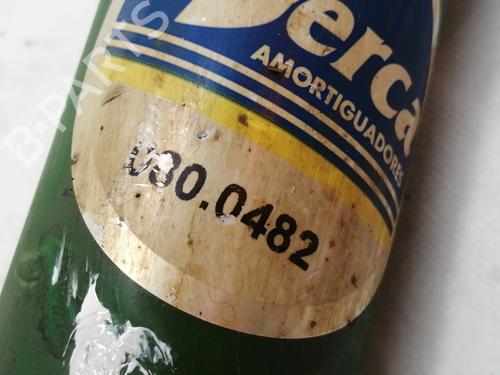 Derca
AMORTIGUADORES
030.0482
B-PARTS